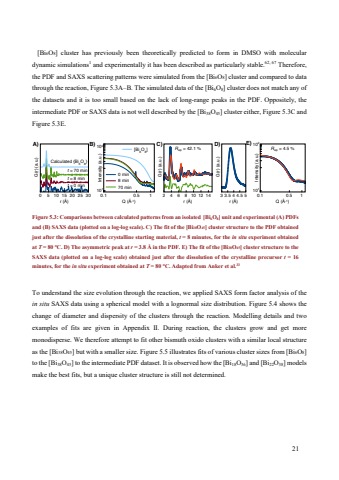 [Bi₆O₈] cluster has previously been theoretically predicted to form in DMSO with molecular
dynamic simulations⁷ and experimentally it has been described as particularly stable.⁶²,⁶⁷ Therefore,
the PDF and SAXS scattering patterns were simulated from the [Bi₆O₈] cluster and compared to data
through the reaction, Figure 5.3A-B. The simulated data of the [Bi₆O₈] cluster does not match any of
the datasets and it is too small based on the lack of long-range peaks in the PDF. Oppositely, the
intermediate PDF or SAXS data is not well described by the [Bi₃₈O₄₅] cluster either, Figure 5.3C and
Figure 5.3E.
A)
B)
C)
D)
E)
Calculated [Bi₆O₈]
t = 70 min
t = 8 min
t = 0 min
G(r) (a.u.)
0 5 10 15 20 25 30
r (Å)
[Bi₆O₈]
0 min
8 min
70 min
Intensity (a.u.)
0.1 0.5 1
Q (Å⁻¹)
= 42.1 %
G(r) (a.u.)
r (Å)
G(r) (a.u.)
3 3.5 4 4.5 5
r (Å)
= 4.5 %
Intensity (a.u.)
0.1 0.5 1
Q (Å⁻¹)
Figure 5.3: Comparisons between calculated patterns from an isolated [Bi₆O₈] unit and experimental (A) PDFs
and (B) SAXS data (plotted on a log-log scale). C) The fit of the [Bi₃₈O₄₅] cluster structure to the PDF obtained
just after the dissolution of the crystalline starting material, t = 8 minutes, for the in situ experiment obtained
at T = 80 °C. D) The asymmetric peak at r = 3.8 Å in the PDF. E) The fit of the [Bi₃₈O₄₅] cluster structure to the
SAXS data (plotted on a log-log scale) obtained just after the dissolution of the crystalline precursor t = 16
minutes, for the in situ experiment obtained at T = 80 °C. Adapted from Anker et al.
To understand the size evolution through the reaction, we applied SAXS form factor analysis of the
in situ SAXS data using a spherical model with a lognormal size distribution. Figure 5.4 shows the
change of diameter and dispersity of the clusters through the reaction. Modelling details and two
examples of fits are given in Appendix II. During reaction, the clusters grow and get more
monodisperse. We therefore attempt to fit other bismuth oxido clusters with a similar local structure
as the [Bi₃₈O₄₅] but with a smaller size. Figure 5.5 illustrates fits of various cluster sizes from [Bi₆O₈]
to the [Bi₃₈O₄₅] to the intermediate PDF dataset. It is observed how the and models
make the best fits, but a unique cluster structure is still not determined.
21